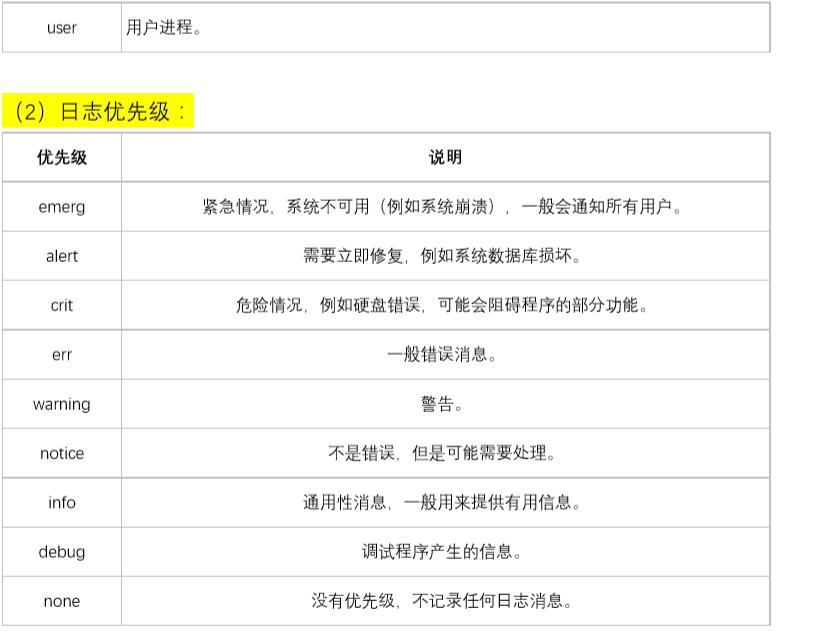 user 用户进程。
（2）日志优先级：
优先级 说明
emerg 紧急情况，系统不可用（例如系统崩溃），一般会通知所有用户。
alert 需要立即修复，例如系统数据库损坏。
crit 危险情况，例如硬盘错误，可能会阻碍程序的部分功能。
err 一般错误消息。
warning 警告。
notice 不是错误，但是可能需要处理。
info 通用性消息，一般用来提供有用信息。
debug 调试程序产生的信息。
none 没有优先级，不记录任何日志消息。